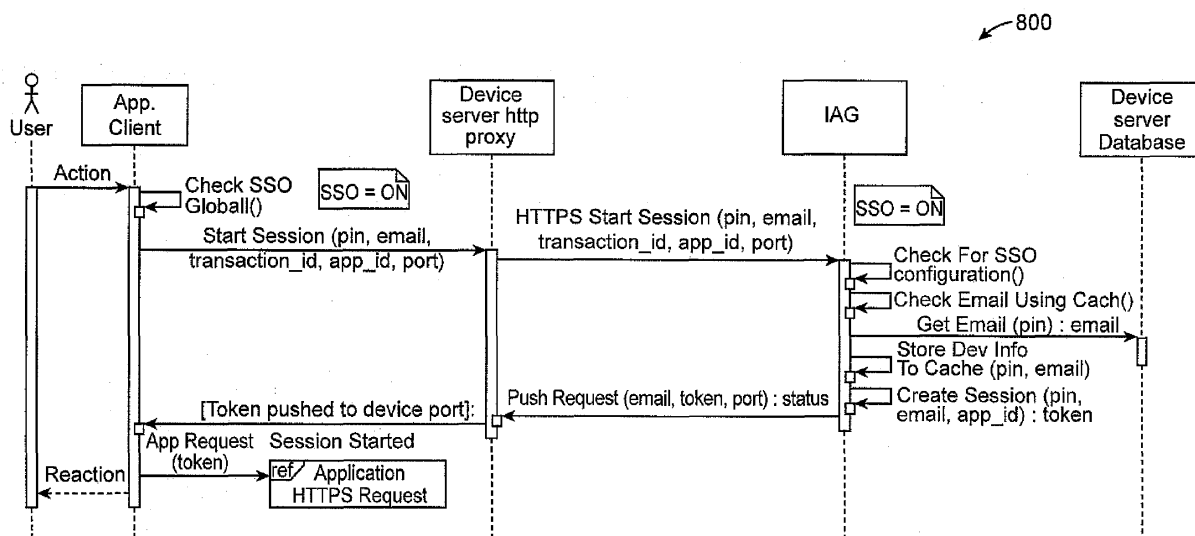 800
User
App.
Client
Device
server http
proxy
IAG
Device
server
Database
Action
Check SSO
Globall()
SSO = ON
SSO = ON
Start Session (pin, email,
transaction_id, app_id, port)
HTTPS Start Session (pin, email,
transaction_id, app_id, port)
Check For SSO
configuration()
Check Email Using Cach()
Get Email (pin) : email
Store Dev Info
To Cache (pin, email)
Create Session (pin,
email, app_id) : token
Push Request (email, token, port) : status
[Token pushed to device port]:
App Request
(token)
Session Started
ref
Application
HTTPS Request
Reaction